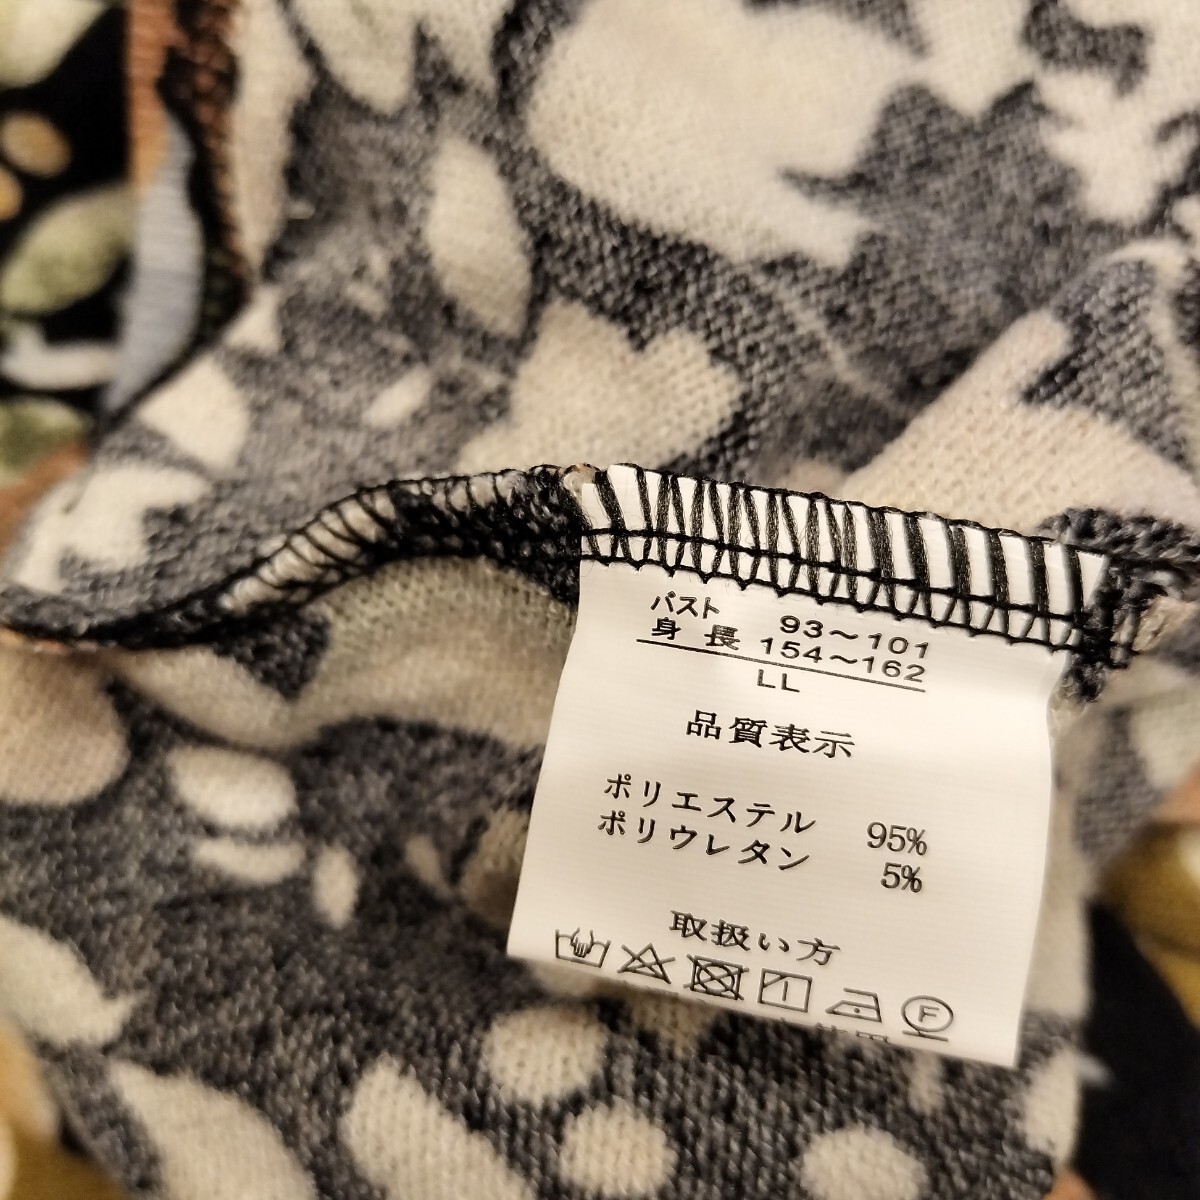 バスト 93～101
身長 154～162
LL
品質表示
ポリエステル 95%
ポリウレタン 5%
取扱い方
F